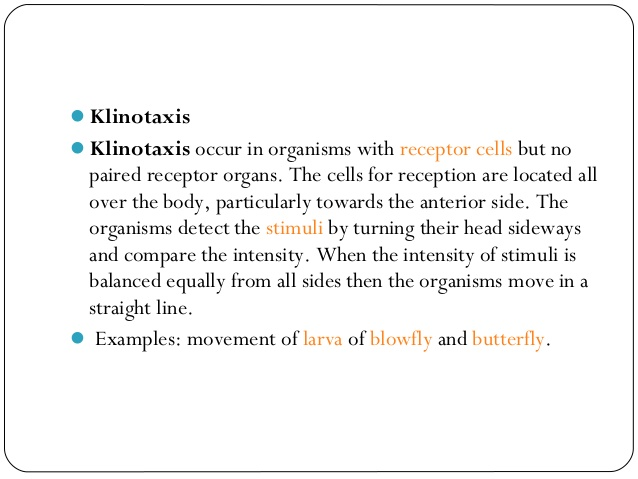 Klinotaxis
Klinotaxis occur in organisms with receptor cells but no
paired receptor organs. The cells for reception are located all
over the body, particularly towards the anterior side. The
organisms detect the stimuli by turning their head sideways
and compare the intensity. When the intensity of stimuli is
balanced equally from all sides then the organisms move in a
straight line.
Examples: movement of larva of blowfly and butterfly.